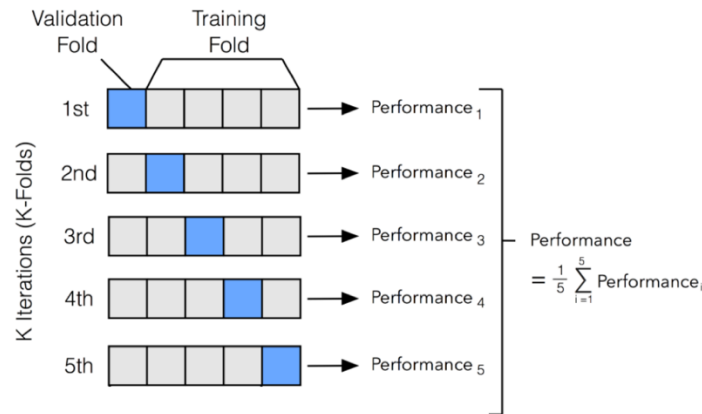 Validation
Fold
Training
Fold
K Iterations (K-Folds)
1st
Performance 1
2nd
Performance 2
3rd
Performance 3
4th
Performance 4
5th
Performance 5
Performance
= 1/5 5∑i=1 Performance i